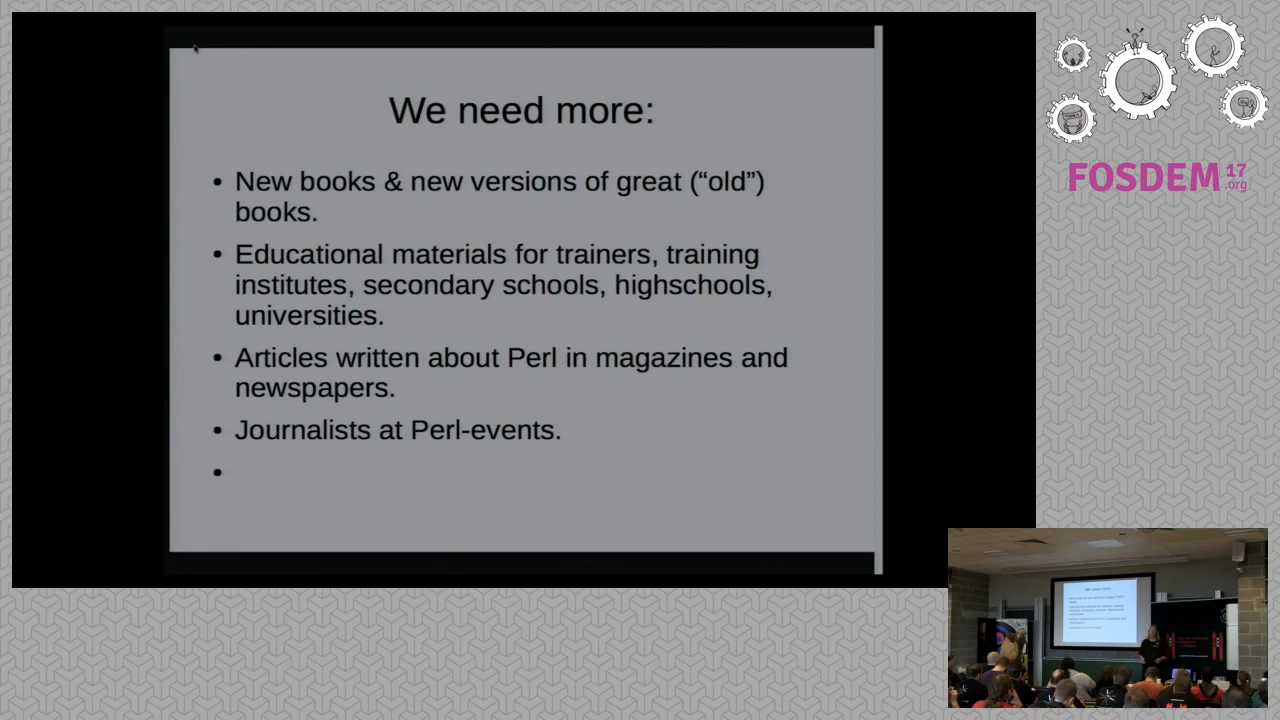 We need more:
• New books & new versions of great (“old”)
books.
• Educational materials for trainers, training
institutes, secondary schools, highschools,
universities.
• Articles written about Perl in magazines and
newspapers.
• Journalists at Perl-events.
•
FOSDEM 17
.org